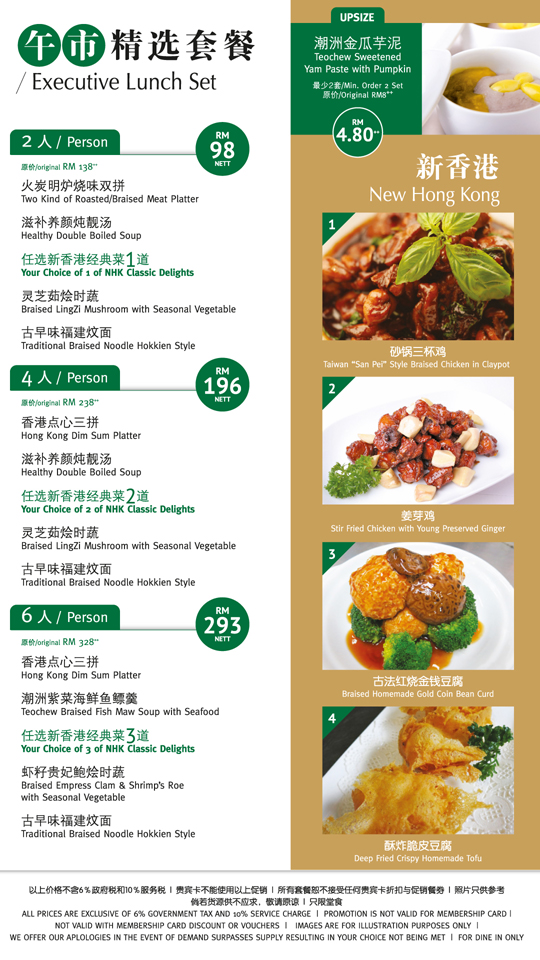 午市精选套餐
/ Executive Lunch Set
2 人 / Person
RM
98
NETT
原价/original RM 138++
火炭明炉烧味双拼
Two Kind of Roasted/Braised Meat Platter
滋补养颜炖靓汤
Healthy Double Boiled Soup
任选新香港经典菜1道
Your Choice of 1 of NHK Classic Delights
灵芝茹烩时蔬
Braised LingZi Mushroom with Seasonal Vegetable
古早味福建炆面
Traditional Braised Noodle Hokkien Style
4 人 / Person
RM
196
NETT
原价/original RM 238++
香港点心三拼
Hong Kong Dim Sum Platter
滋补养颜炖靓汤
Healthy Double Boiled Soup
任选新香港经典菜2道
Your Choice of 2 of NHK Classic Delights
灵芝茹烩时蔬
Braised LingZi Mushroom with Seasonal Vegetable
古早味福建炆面
Traditional Braised Noodle Hokkien Style
6 人 / Person
RM
293
NETT
原价/original RM 328++
香港点心三拼
Hong Kong Dim Sum Platter
潮洲紫菜海鲜鱼鳔羹
Teochew Braised Fish Maw Soup with Seafood
任选新香港经典菜3道
Your Choice of 3 of NHK Classic Delights
虾籽贵妃鲍烩时蔬
Braised Empress Clam & Shrimp's Roe
with Seasonal Vegetable
古早味福建炆面
Traditional Braised Noodle Hokkien Style
UPSIZE
潮洲金瓜芋泥
Teochew Sweetened
Yam Paste with Pumpkin
最少2套/Min. Order 2 Set
原价/Original RM8++
RM
4.80++
新香港
New Hong Kong
1
砂锅三杯鸡
Taiwan "San Pei" Style Braised Chicken in Claypot
2
姜芽鸡
Stir Fried Chicken with Young Preserved Ginger
3
古法红烧金钱豆腐
Braised Homemade Gold Coin Bean Curd
4
酥炸脆皮豆腐
Deep Fried Crispy Homemade Tofu
以上价格不含6%政府税和10%服务税 | 贵宾卡不能使用以上促销 | 所有套餐恕不接受任何贵宾卡折扣与促销餐券 | 照片只供参考
倘若货源供不应求，敬请原谅 | 只限堂食
ALL PRICES ARE EXCLUSIVE OF 6% GOVERNMENT TAX AND 10% SERVICE CHARGE | PROMOTION IS NOT VALID FOR MEMBERSHIP CARD |
NOT VALID WITH MEMBERSHIP CARD DISCOUNT OR VOUCHERS | IMAGES ARE FOR ILLUSTRATION PURPOSES ONLY |
WE OFFER OUR APLOLOGIES IN THE EVENT OF DEMAND SURPASSES SUPPLY RESULTING IN YOUR CHOICE NOT BEING MET | FOR DINE IN ONLY